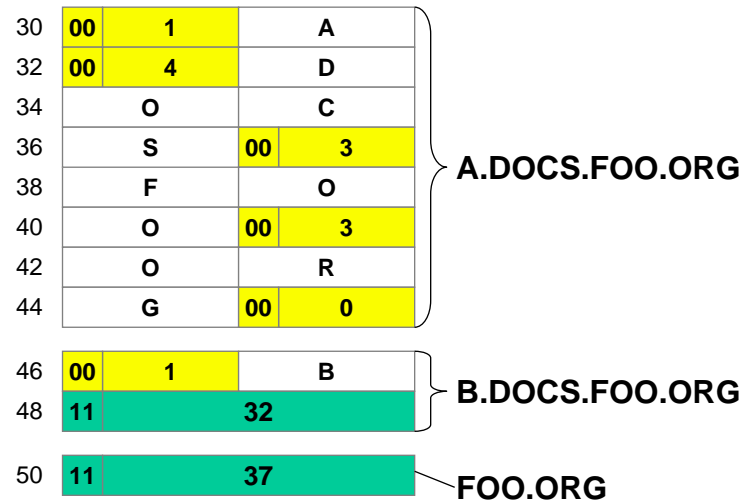 30 00 1 A
32 00 4 D
34 O C
36 S 00 3
A.DOCS.FOO.ORG
38 F O
40 O 00 3
42 O R
44 G 00 0
46 00 1 B
B.DOCS.FOO.ORG
48 11 32
50 11 37
FOO.ORG